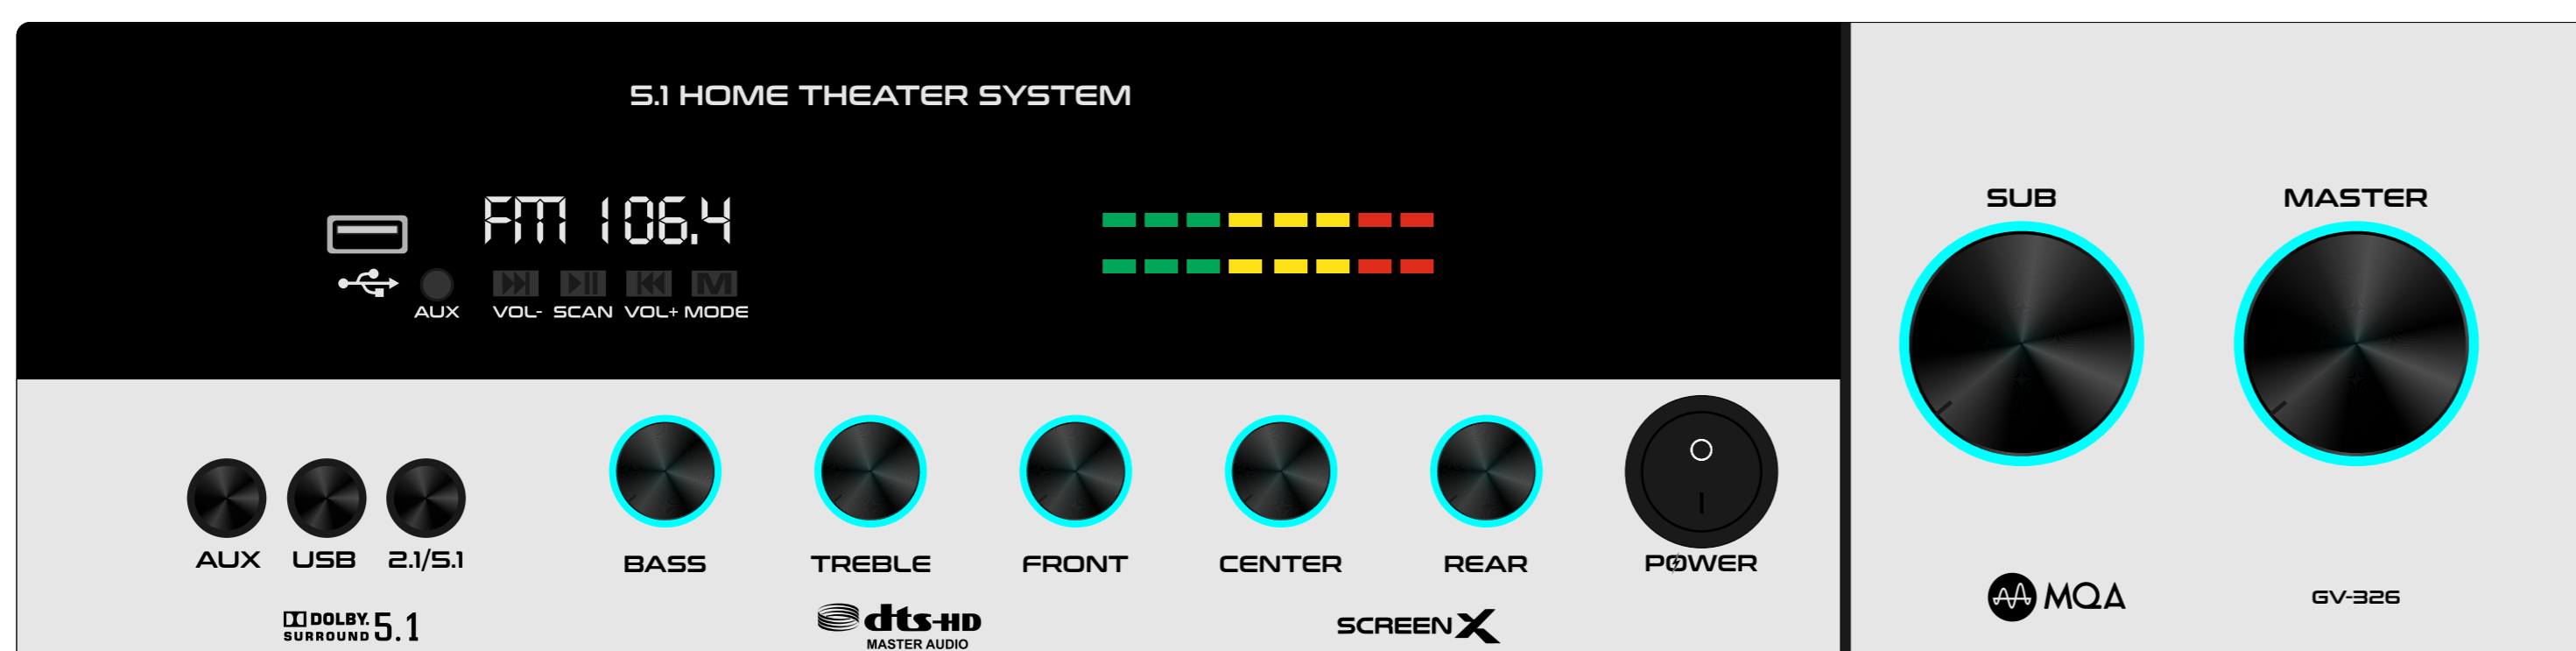 5.1 HOME THEATER SYSTEM
FM 106.4
AUX VOL- SCAN VOL+ MODE
M
SUB MASTER
AUX USB 2.1/5.1
BASS TREBLE FRONT CENTER REAR POWER
DOLBY.
SURROUND 5.1
dts-HD
MASTER AUDIO
SCREEN X
MQA
GV-326